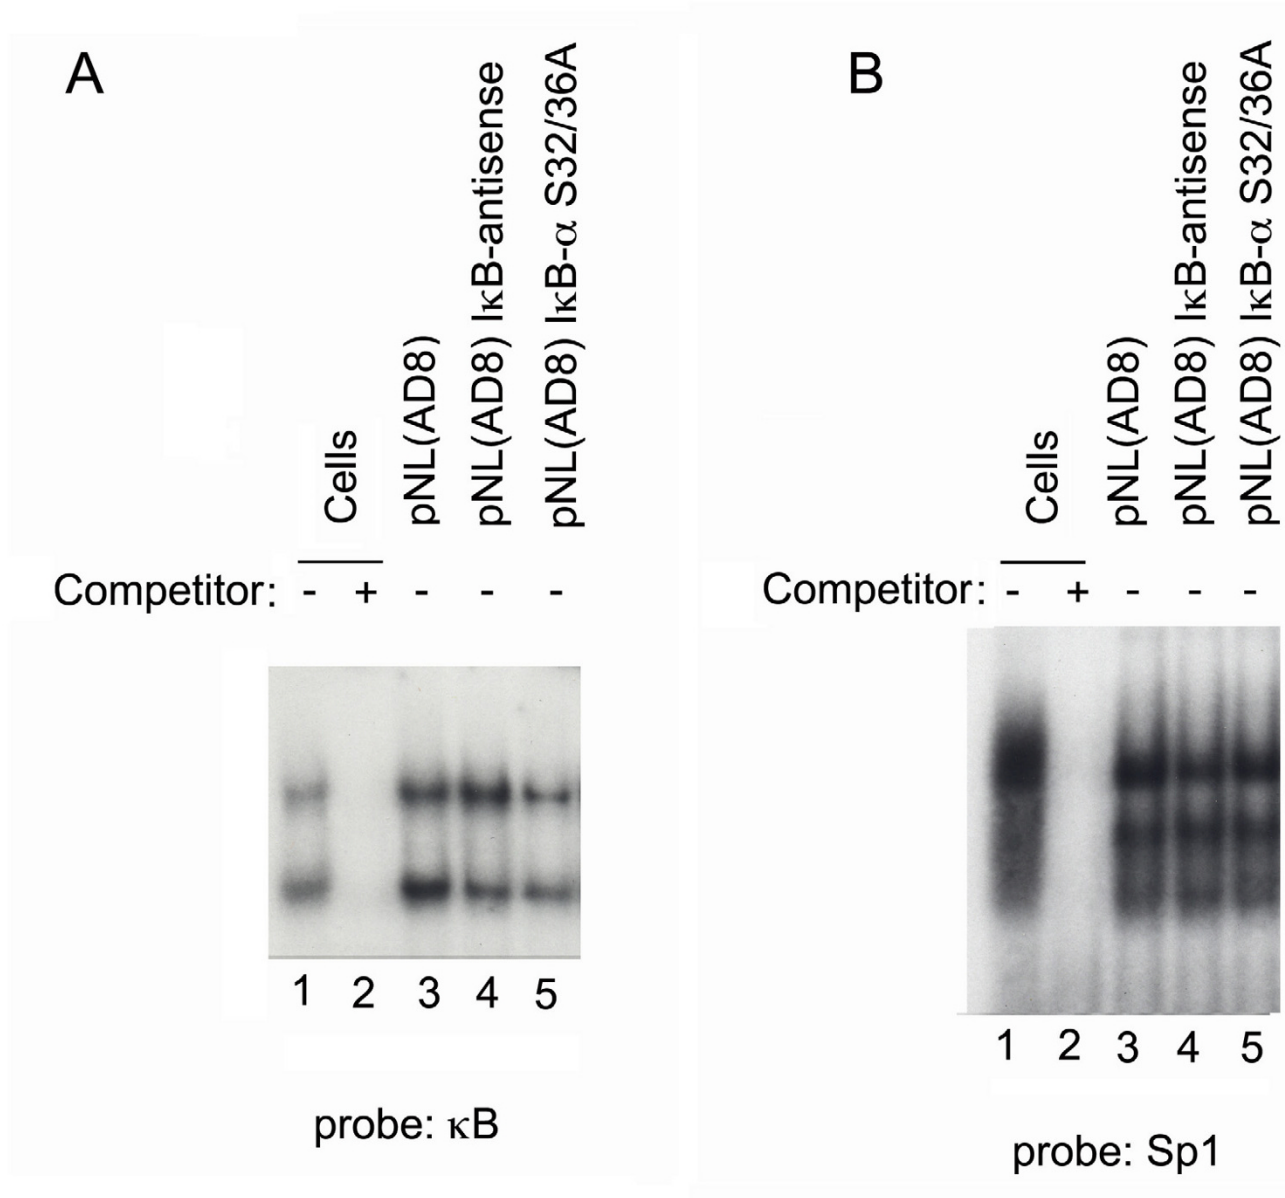 A
Cells
pNL(AD8)
pNL(AD8) IκB-antisense
pNL(AD8) IκB-α S32/36A
Competitor: - + - - -
1 2 3 4 5
probe: κB
B
Cells
pNL(AD8)
pNL(AD8) IκB-antisense
pNL(AD8) IκB-α S32/36A
Competitor: - + - - -
1 2 3 4 5
probe: Sp1